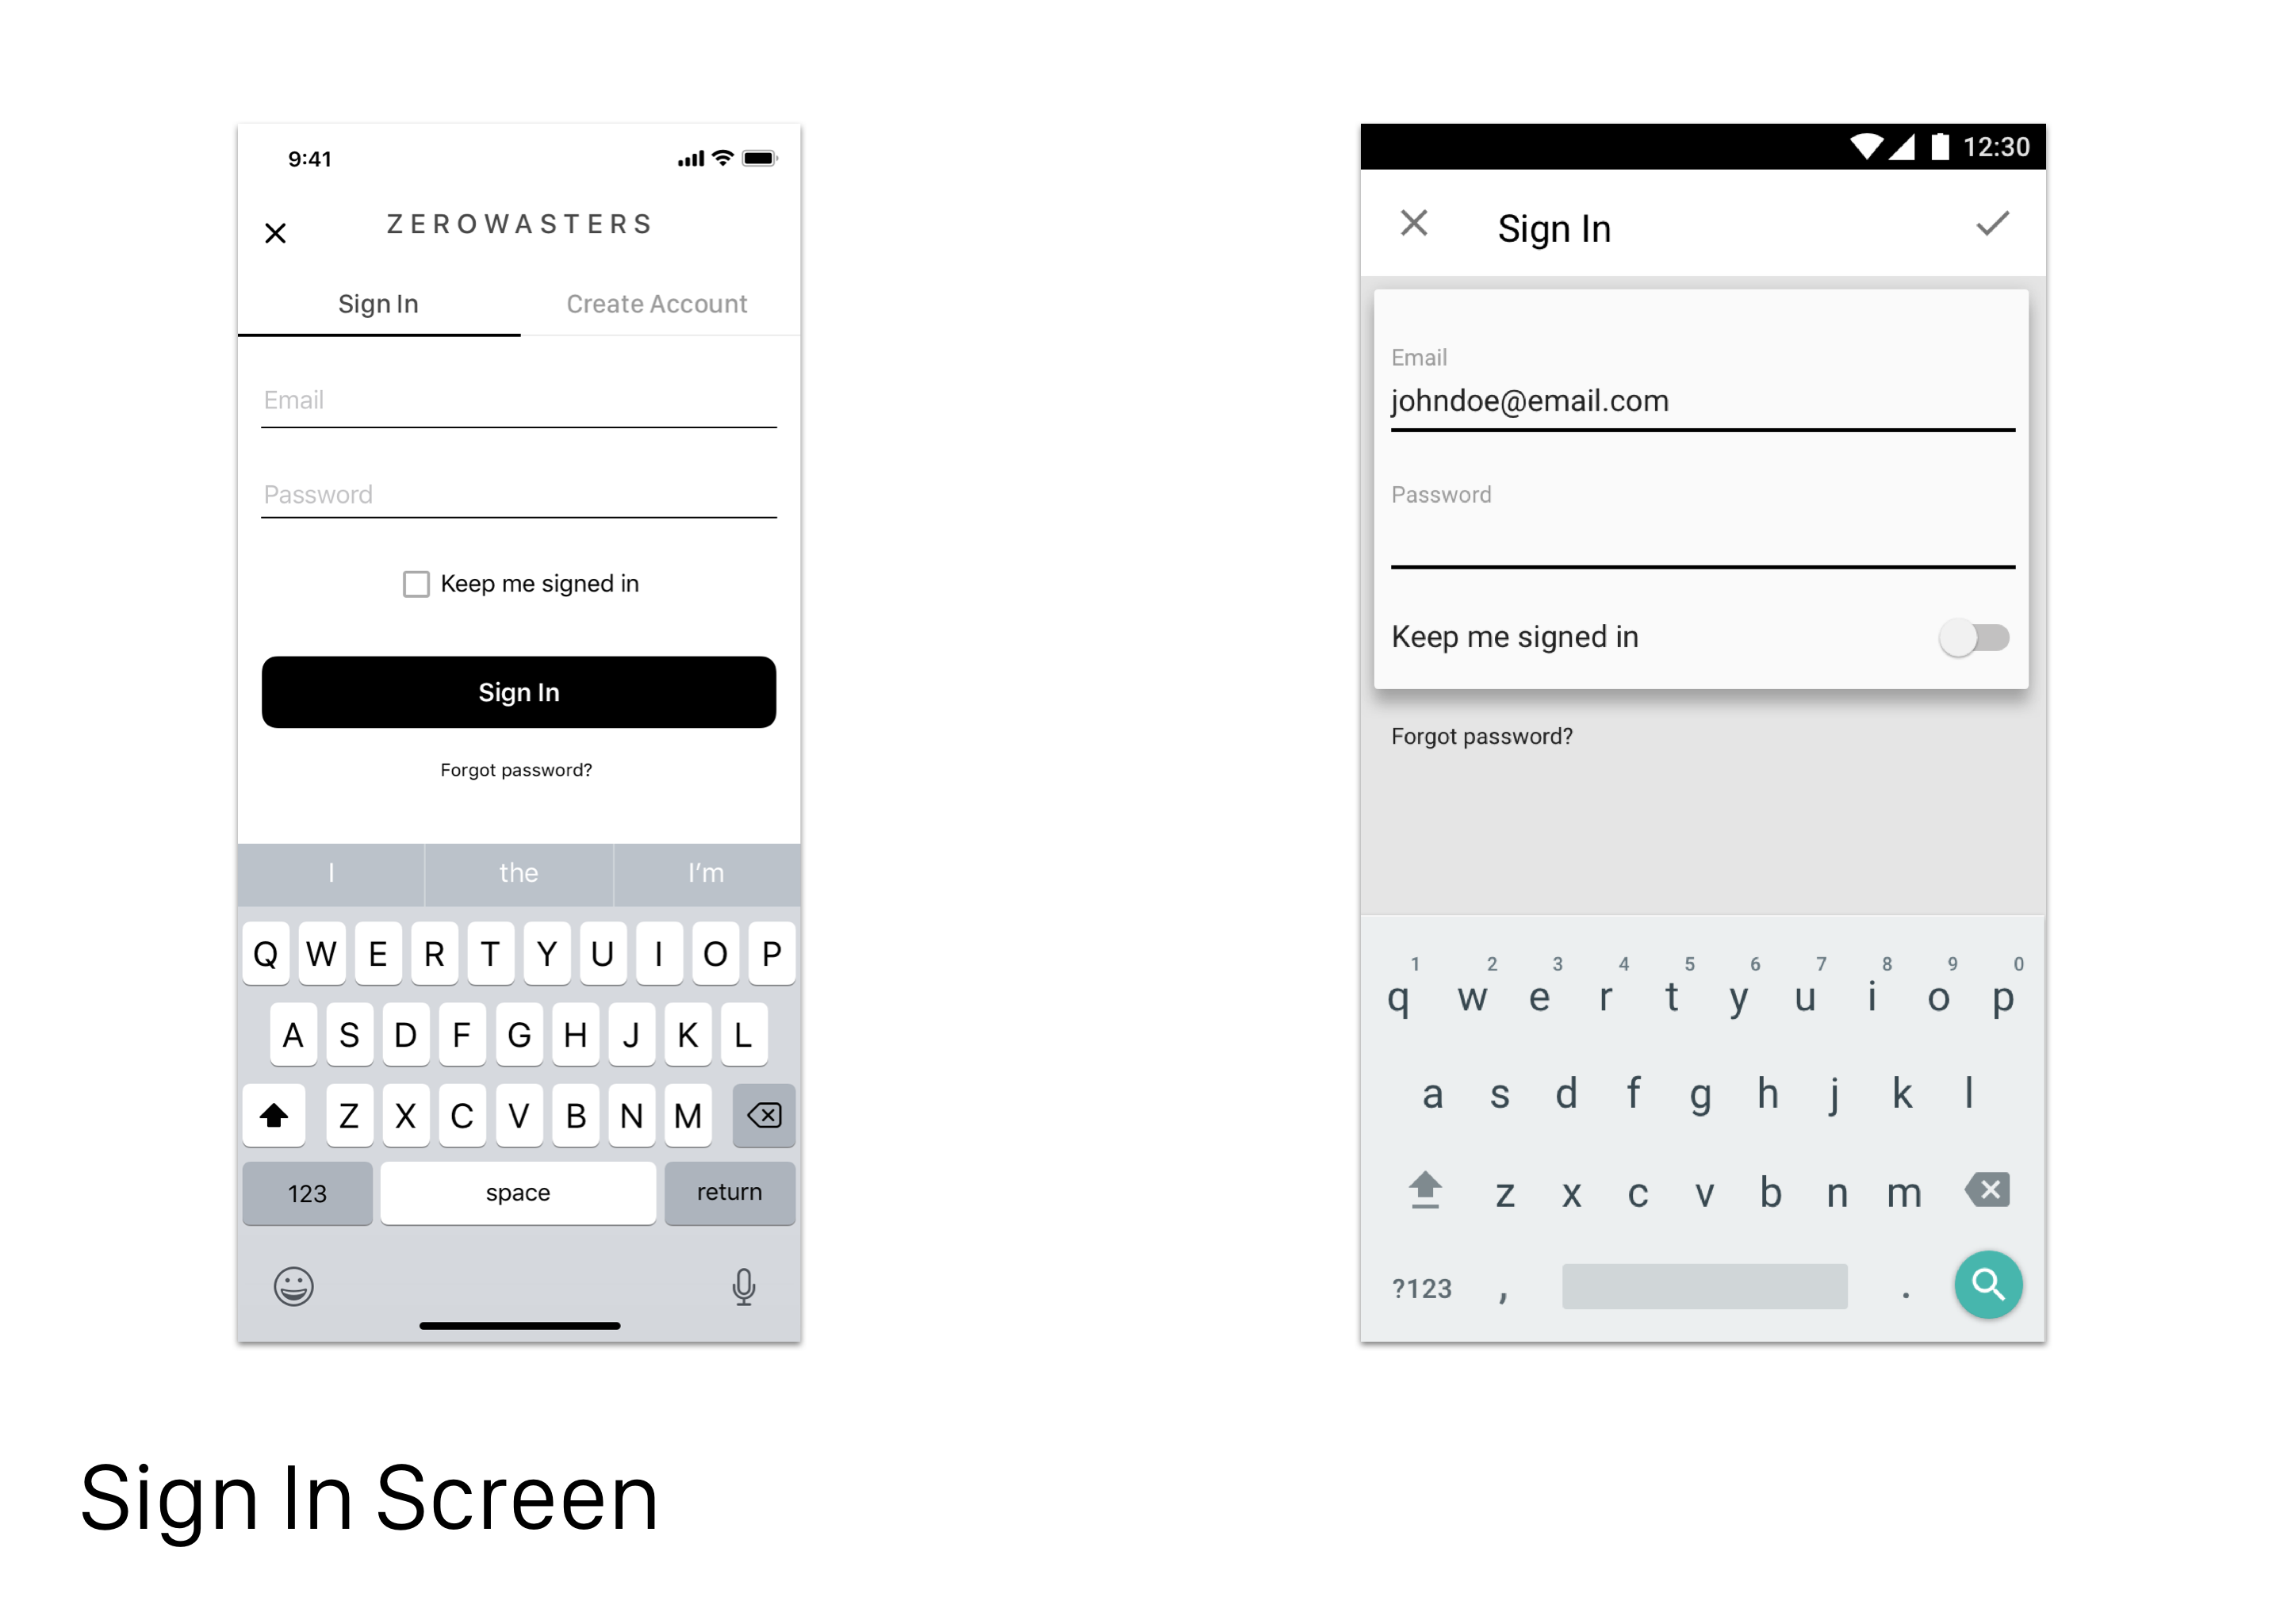 9:41
ZEROWASTERS
Sign In Create Account
Email
Password
Keep me signed in
Sign In
Forgot password?
I the I'm
Q W E R T Y U I O P
A S D F G H J K L
Z X C V B N M
123 space return
12:30
Sign In
Email
johndoe@email.com
Password
Keep me signed in
Forgot password?
1 2 3 4 5 6 7 8 9 0
q w e r t y u i o p
a s d f g h j k l
z x c v b n m
?123 , .
Sign In Screen